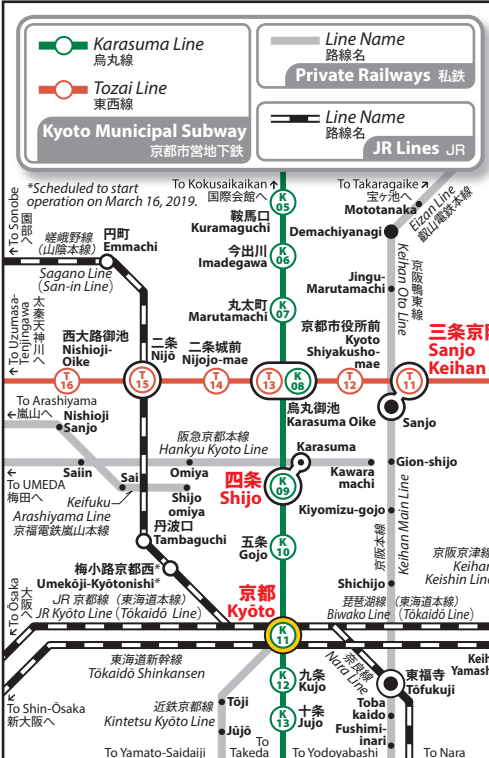 Karasuma Line
烏丸線
Tozai Line
東西線
Kyoto Municipal Subway
京都市営地下鉄
Line Name
路線名
Private Railways 私鉄
Line Name
路線名
JR Lines JR
*Scheduled to start
operation on March 16, 2019.
To Kokusaikaikan ↑
国際会館へ
K
05
鞍馬口
Kuramaguchi
To Takaragaike ↗
宝ヶ池へ
Mototanaka
Eizan Line
叡山電鉄本線
Demachiyanagi
←To Sonobe
園部へ
嵯峨野線
(山陰本線)
円町
Emmachi
Sagano Line
(San-in Line)
今出川
Imadegawa
K
06
Keihan Oto Line
京阪鴨東線
Jingu-
Marutamachi
丸太町
Marutamachi
K
07
←To Uzumasa-
Tenjingawa
太秦天神川へ
西大路御池
Nishioji-
Oike
二条
Nijō
二条城前
Nijojo-mae
京都市役所前
Kyoto
Shiyakusho-
mae
三条京阪
Sanjo
Keihan
T
16
T
15
T
14
T
13
K
08
T
12
T
11
烏丸御池
Karasuma Oike
Sanjo
To Arashiyama
←嵐山へ
Nishioji
Sanjo
阪急京都本線
Hankyu Kyoto Line
Karasuma
Saiin
Sai
Omiya
四条
Shijo
K
09
Kawara
machi
Gion-shijo
←
To UMEDA
梅田へ
Keifuku
Arashiyama Line
京福電鉄嵐山本線
Shijo
omiya
Kiyomizu-gojo
丹波口
Tambaguchi
五条
Gojo
K
10
京阪本線
Keihan Main Line
京阪京津線
Keihan
Keishin Line
梅小路京都西*
Umekōji-Kyōtonishi*
Shichijo
←To Ōsaka
大阪へ
JR 京都線 (東海道本線)
JR Kyōto Line (Tōkaidō Line)
京都
Kyōto
琵琶湖線 (東海道本線)
Biwako Line (Tōkaidō Line)
K
11
東海道新幹線
Tōkaidō Shinkansen
奈良線
Nara Line
Keih
Yamash
九条
Kujo
K
12
東福寺
Tōfukuji
←
To Shin-Ōsaka
新大阪へ
近鉄京都線
Kintetsu Kyōto Line
Tōji
十条
Jujo
K
13
Toba
kaido
Jūjō
Fushimi-
inari
To Yamato-Saidaiji
To
Takeda
To Yodoyabashi
To Nara